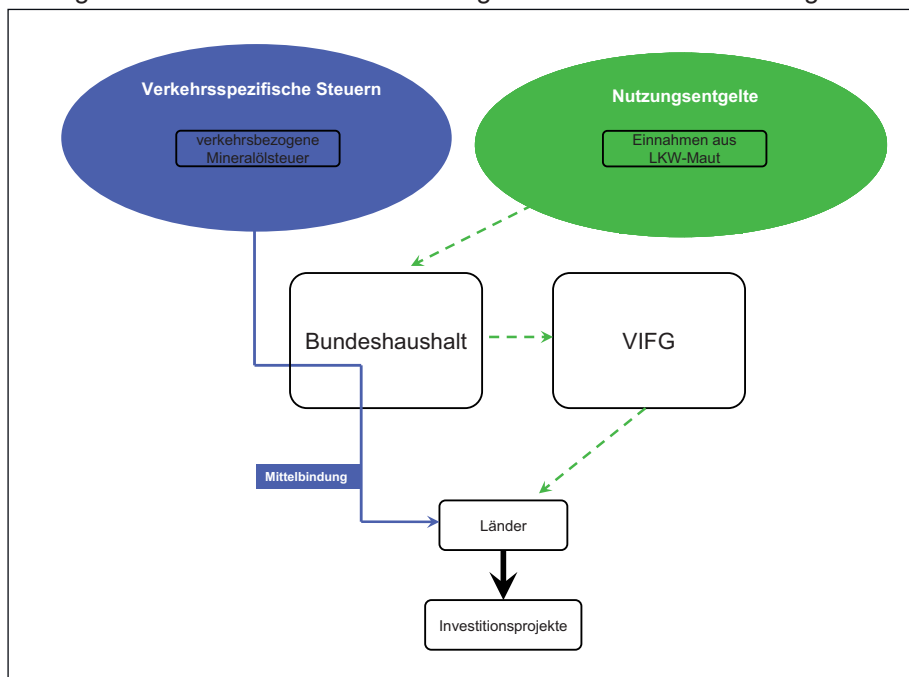 Verkehrsspezifische Steuern
verkehrsbezogene
Mineralölsteuer
Nutzungsentgelte
Einnahmen aus
LKW-Maut
Bundeshaushalt
VIFG
Mittelbindung
Länder
Investitionsprojekte